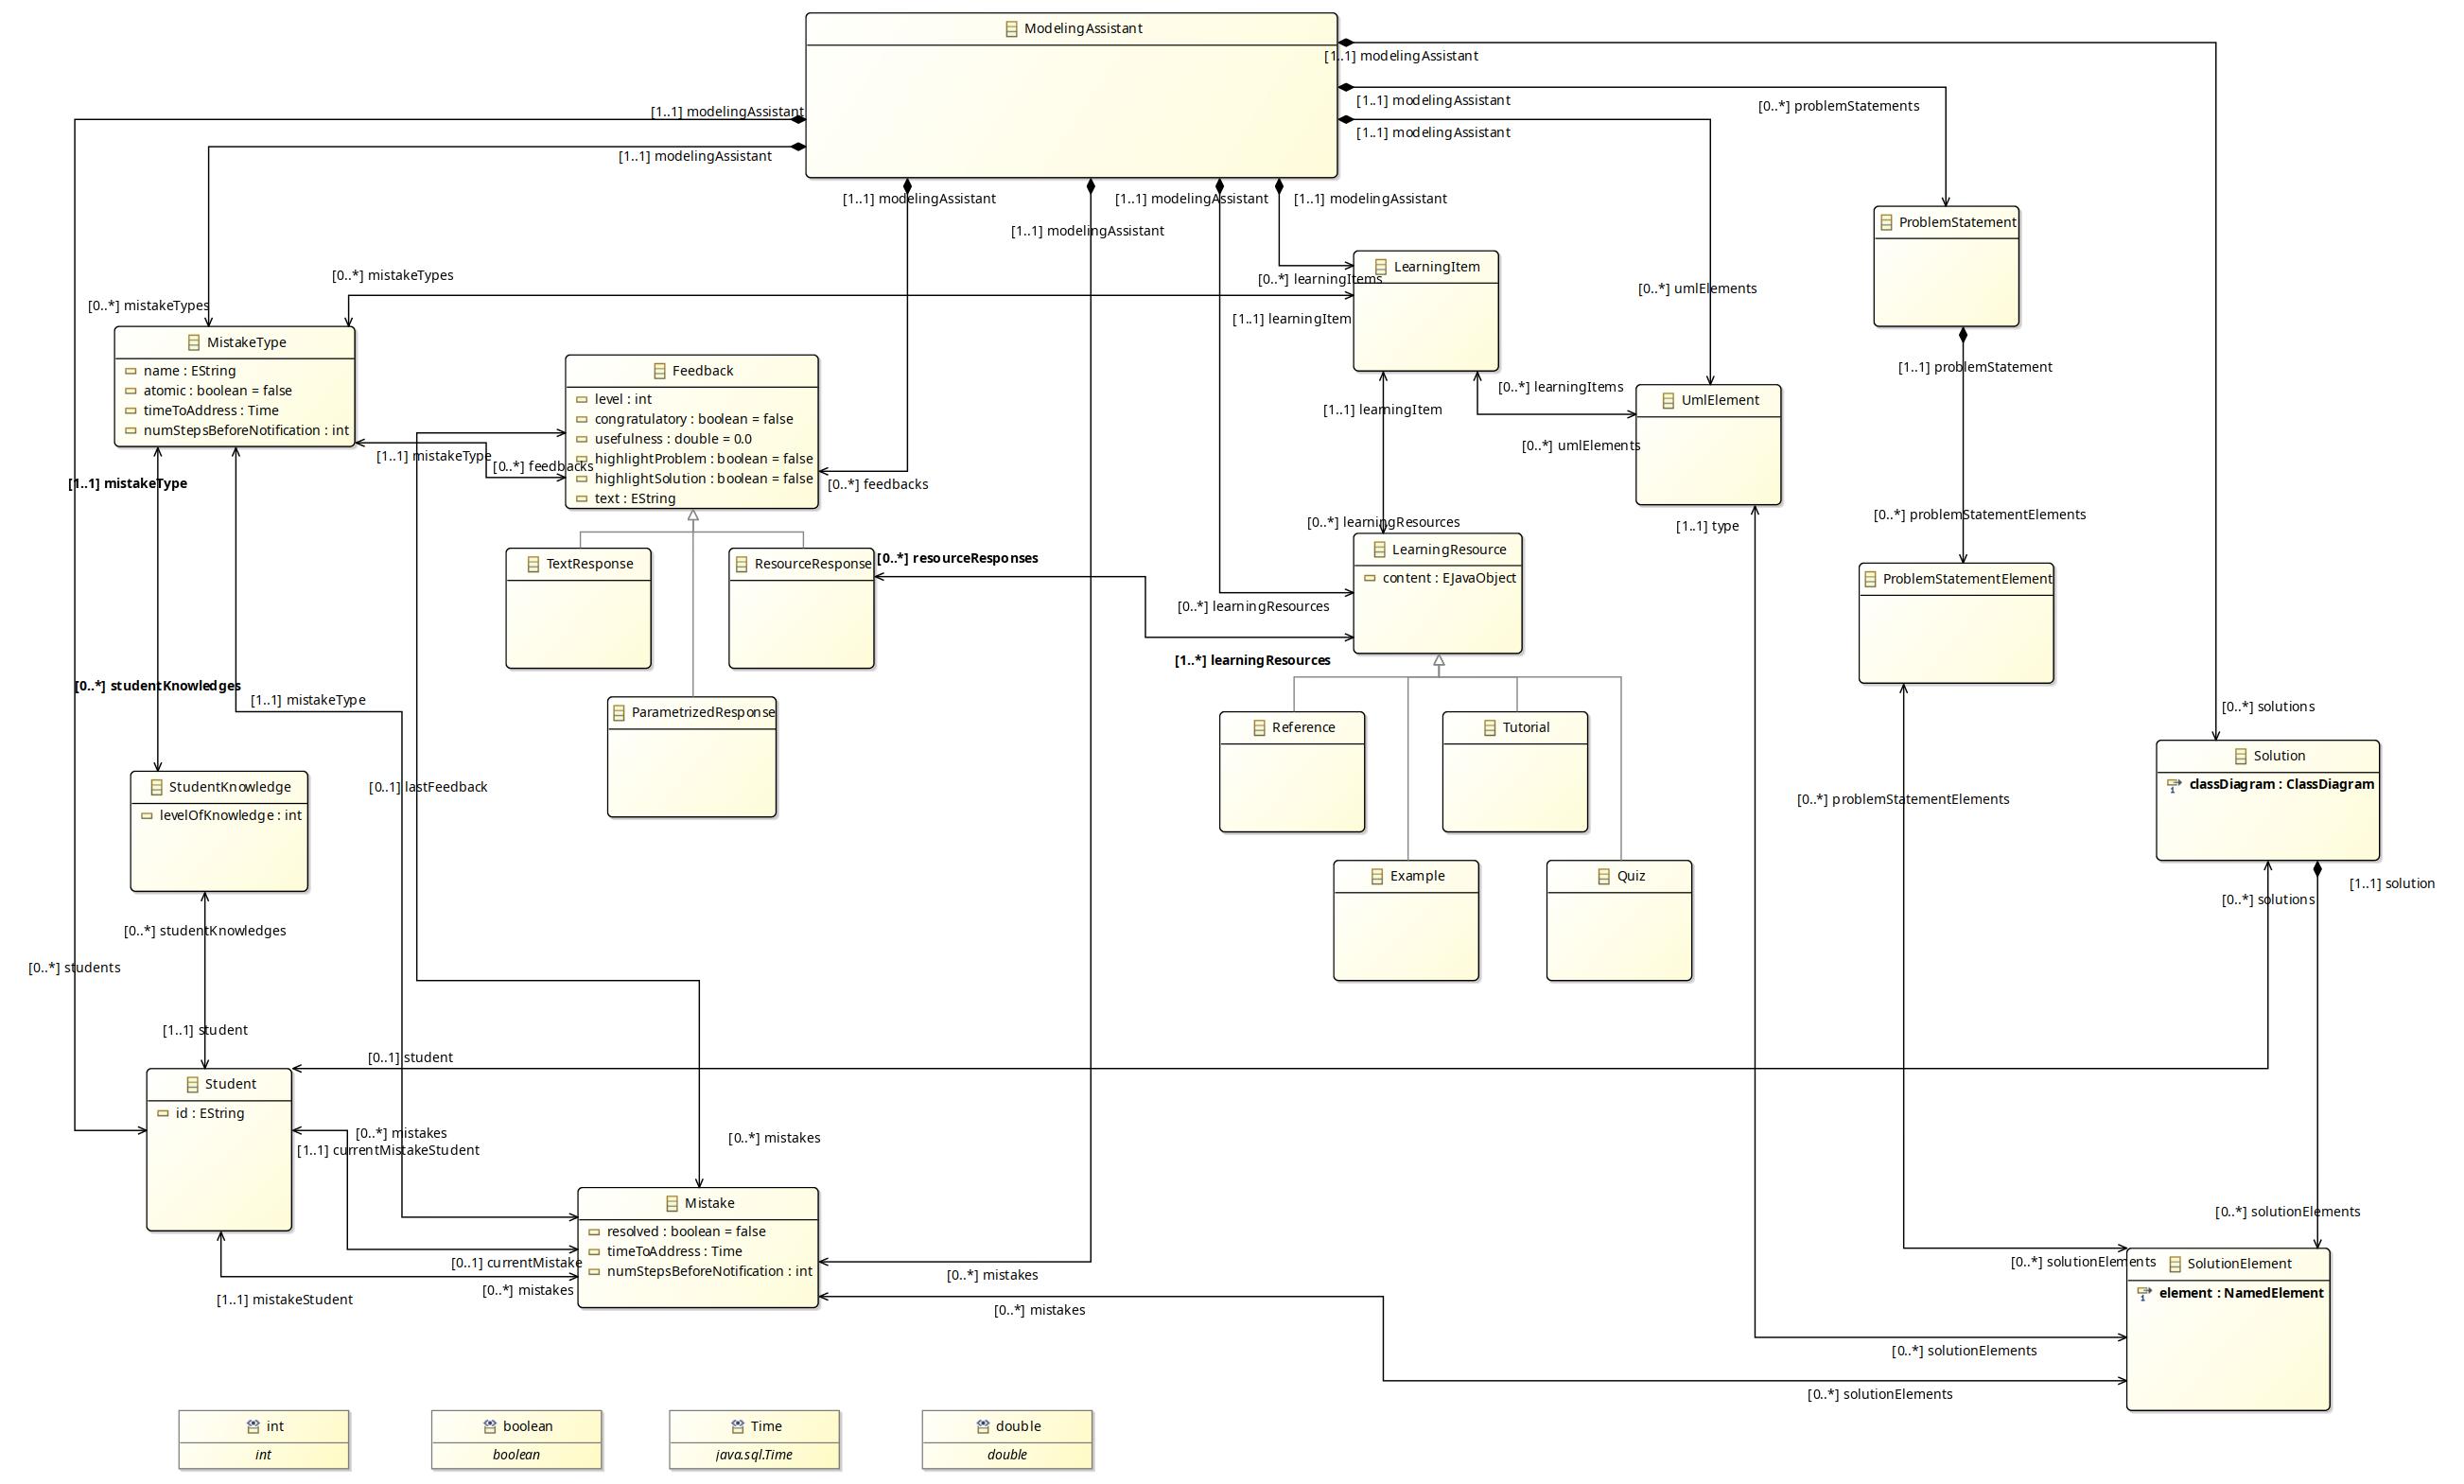 ModelingAssistant
[1..1] modelingAssistant
[1..1] modelingAssistant
[0..*] problemStatements
[1..1] modelingAssistant
[1..1] modelingAssistant
[1..1] modelingAssistant
[1..1] modelingAssistant
[1..1] modelingAssistant
[1..1] modelingAssistant
[1..1] modelingAssistant
ProblemStatement
LearningItem
[0..*] mistakeTypes
[0..*] learningItems
[0..*] umlElements
[0..*] mistakeTypes
[1..1] learningItem
MistakeType
name : EString
atomic : boolean = false
timeToAddress : Time
numStepsBeforeNotification : int
Feedback
level : int
congratulatory : boolean = false
usefulness : double = 0.0
highlightProblem : boolean = false
highlightSolution : boolean = false
text : EString
[1..1] problemStatement
[0..*] learningItems
UmlElement
[1..1] learningItem
[0..*] umlElements
[1..1] mistakeType
[0..*] feedbacks
[1..1] mistakeType
[0..*] feedbacks
[0..*] problemStatementElements
[0..*] learningResources
[1..1] type
LearningResource
content : EJavaObject
[0..*] resourceResponses
TextResponse
ResourceResponse
ProblemStatementElement
[0..*] learningResources
[1..*] learningResources
[0..*] studentKnowledges
[1..1] mistakeType
ParametrizedResponse
Reference
Tutorial
[0..*] solutions
Solution
classDiagram : ClassDiagram
StudentKnowledge
levelOfKnowledge : int
[0..1] lastFeedback
[0..*] problemStatementElements
Example
Quiz
[1..1] solution
[0..*] solutions
[0..*] studentKnowledges
[0..*] students
[1..1] student
[0..1] student
Student
id : EString
[0..*] mistakes
[1..1] currentMistakeStudent
[0..*] mistakes
Mistake
resolved : boolean = false
timeToAddress : Time
numStepsBeforeNotification : int
[0..*] solutionElements
[0..1] currentMistake
[0..*] mistakes
[1..1] mistakeStudent
[0..*] mistakes
[0..*] mistakes
[0..*] solutionElements
SolutionElement
element : NamedElement
[0..*] solutionElements
[0..*] solutionElements
int
int
boolean
boolean
Time
java.sql.Time
double
double